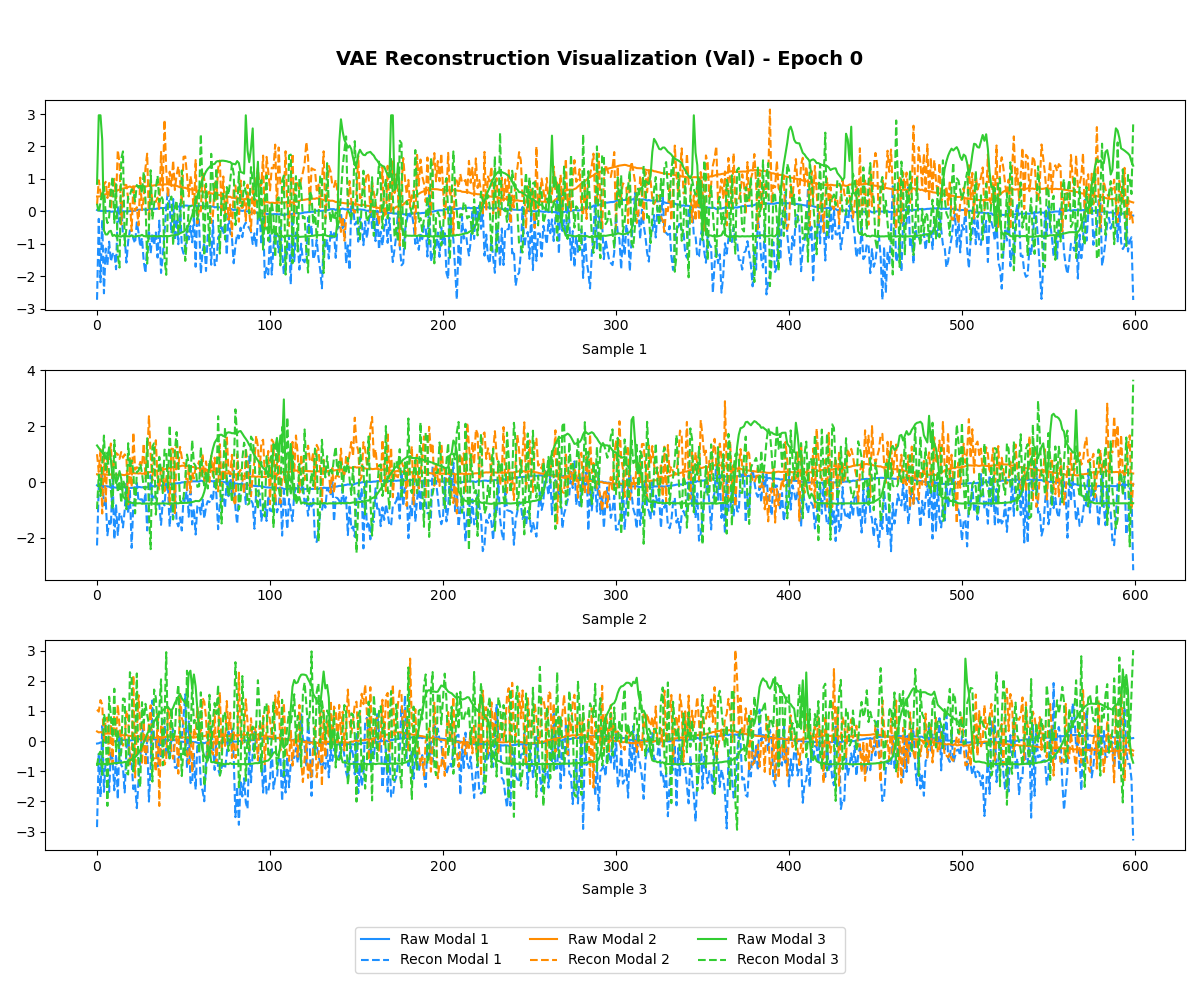 VAE Reconstruction Visualization (Val) - Epoch 0
3
2
1
0
−1
−2
−3
0 100 200 300 400 500 600
Sample 1
4
2
0
−2
0 100 200 300 400 500 600
Sample 2
3
2
1
0
−1
−2
−3
0 100 200 300 400 500 600
Sample 3
Raw Modal 1 Raw Modal 2 Raw Modal 3
Recon Modal 1 Recon Modal 2 Recon Modal 3